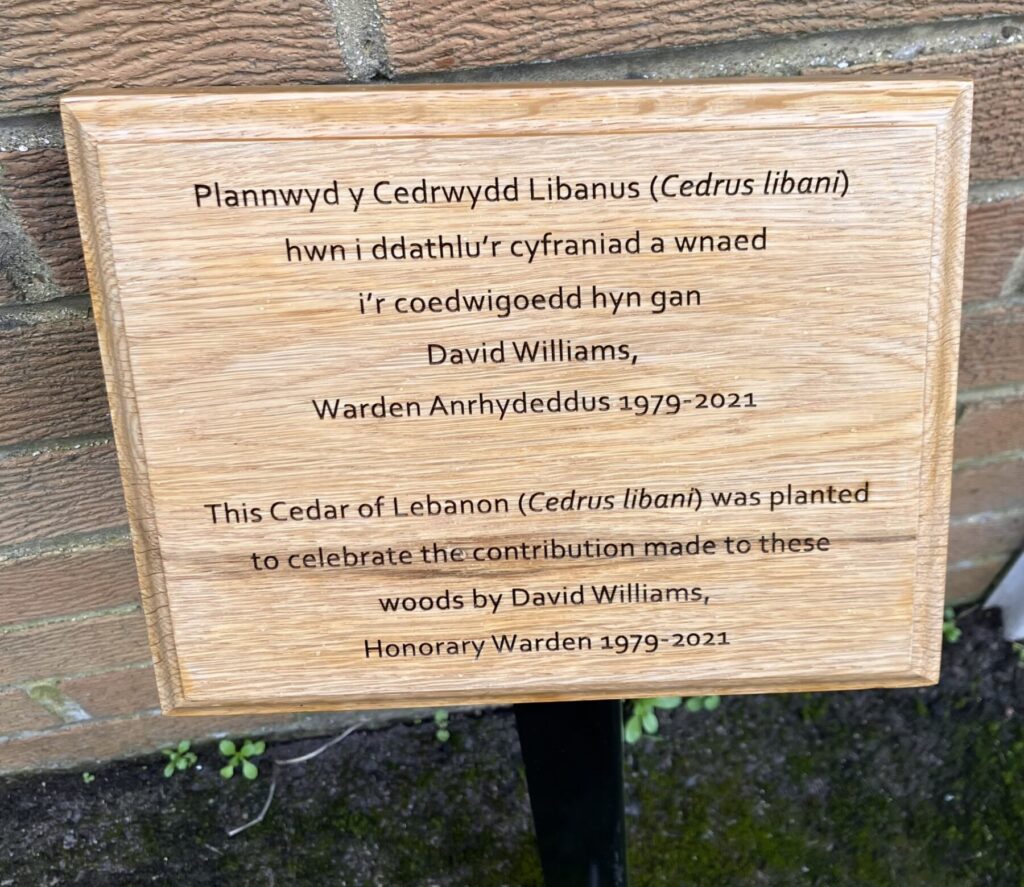 Plannwyd y Cedrwydd Libanus (Cedrus libani)
hwn i ddathlu'r cyfraniad a wnaed
i'r coedwigoedd hyn gan
David Williams,
Warden Anrhydeddus 1979-2021
This Cedar of Lebanon (Cedrus libani) was planted
to celebrate the contribution made to these
woods by David Williams,
Honorary Warden 1979-2021